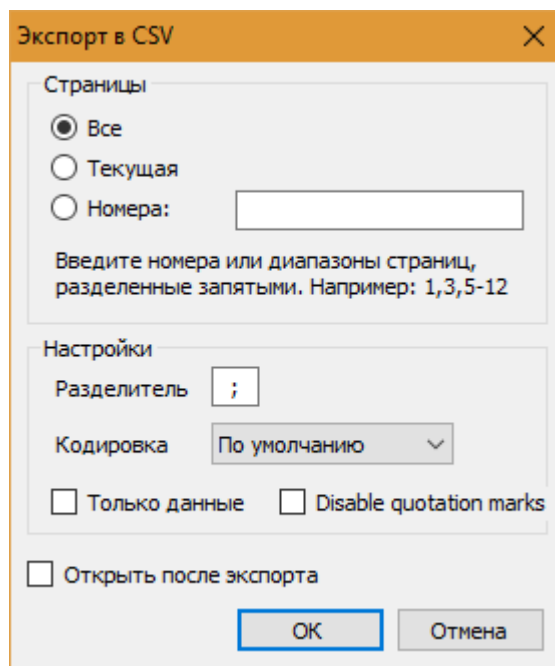 Экспорт в CSV
Страницы
Все
Текущая
Номера:
Введите номера или диапазоны страниц,
разделенные запятыми. Например: 1,3,5-12
Настройки
Разделитель ;
Кодировка По умолчанию
Только данные Disable quotation marks
Открыть после экспорта
ОК Отмена